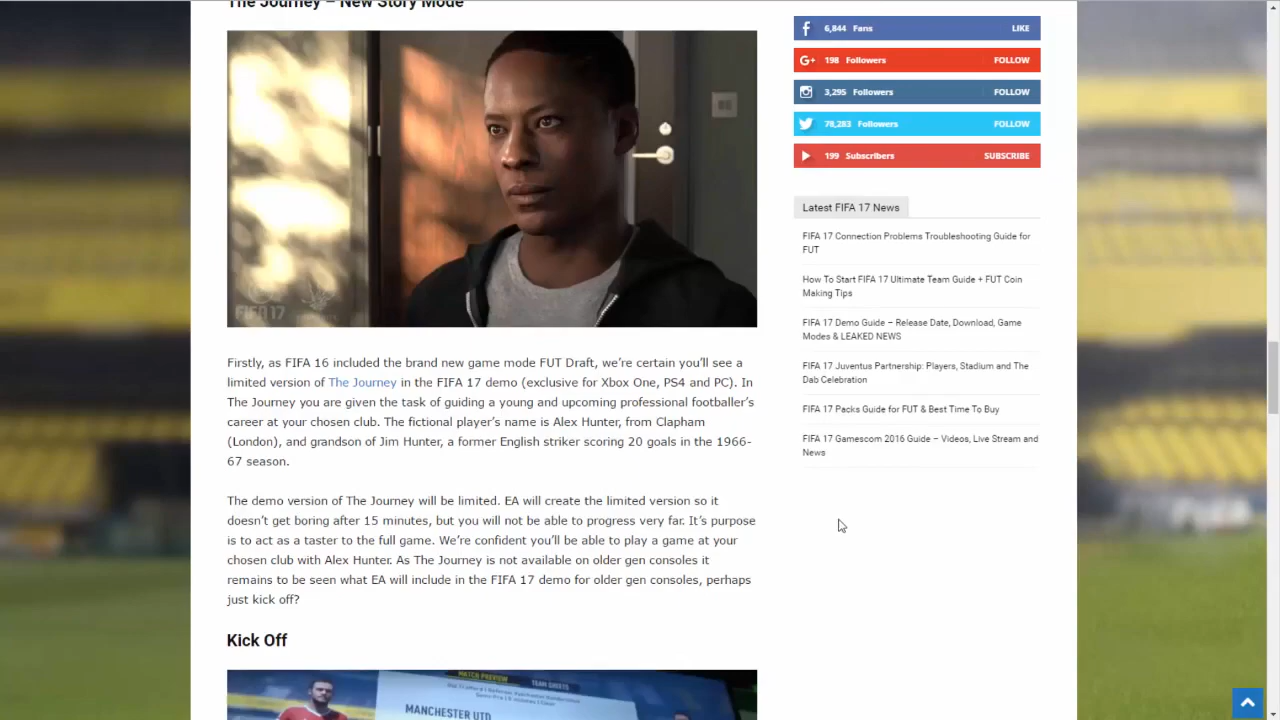 The Journey – New Story Mode
FIFA 17
Firstly, as FIFA 16 included the brand new game mode FUT Draft, we're certain you'll see a
limited version of The Journey in the FIFA 17 demo (exclusive for Xbox One, PS4 and PC). In
The Journey you are given the task of guiding a young and upcoming professional footballer's
career at your chosen club. The fictional player's name is Alex Hunter, from Clapham
(London), and grandson of Jim Hunter, a former English striker scoring 20 goals in the 1966-
67 season.
The demo version of The Journey will be limited. EA will create the limited version so it
doesn't get boring after 15 minutes, but you will not be able to progress very far. It's purpose
is to act as a taster to the full game. We're confident you'll be able to play a game at your
chosen club with Alex Hunter. As The Journey is not available on older gen consoles it
remains to be seen what EA will include in the FIFA 17 demo for older gen consoles, perhaps
just kick off?
Kick Off
MATCH PREVIEW TEAM SHEETS
MANCHESTER UTD
6,844 Fans LIKE
198 Followers FOLLOW
3,295 Followers FOLLOW
78,283 Followers FOLLOW
199 Subscribers SUBSCRIBE
Latest FIFA 17 News
FIFA 17 Connection Problems Troubleshooting Guide for
FUT
How To Start FIFA 17 Ultimate Team Guide + FUT Coin
Making Tips
FIFA 17 Demo Guide – Release Date, Download, Game
Modes & LEAKED NEWS
FIFA 17 Juventus Partnership: Players, Stadium and The
Dab Celebration
FIFA 17 Packs Guide for FUT & Best Time To Buy
FIFA 17 Gamescom 2016 Guide – Videos, Live Stream and
News